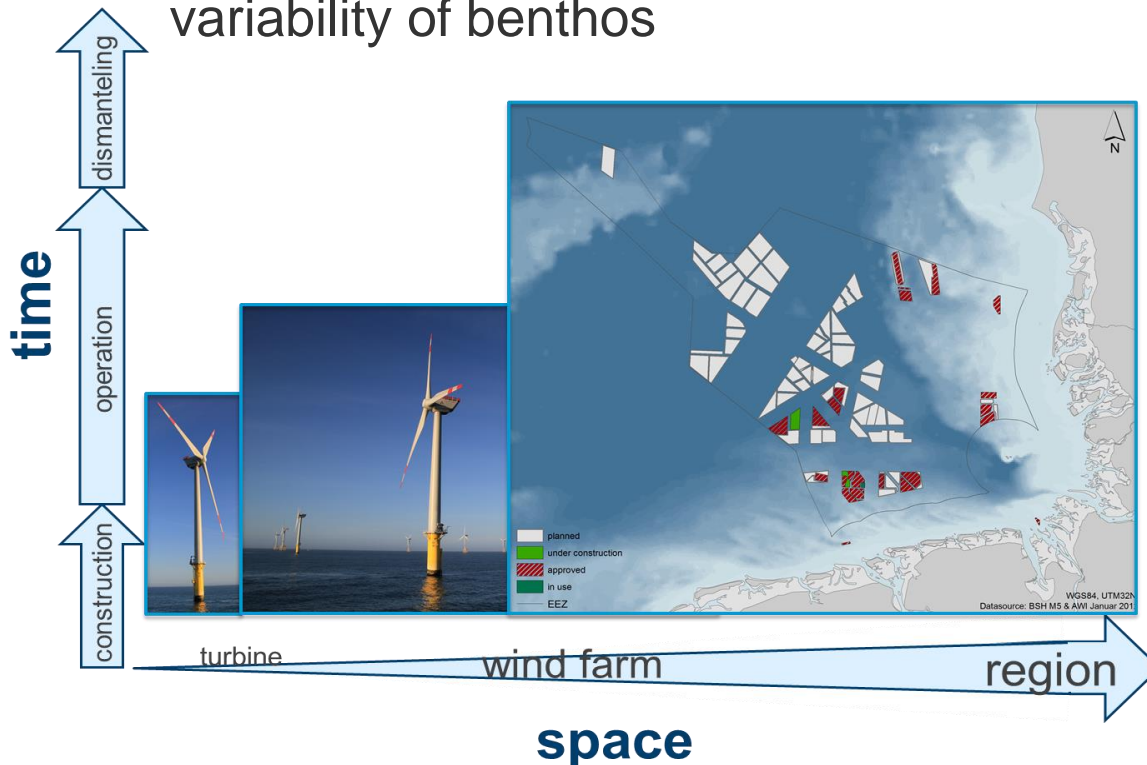 variability of benthos
dismanteling
operation
construction
time
N
planned
under construction
approved
in use
EEZ
WGS84, UTM32N
Datasource: BSH M5 & AWI Januar 201
turbine
wind farm
region
space